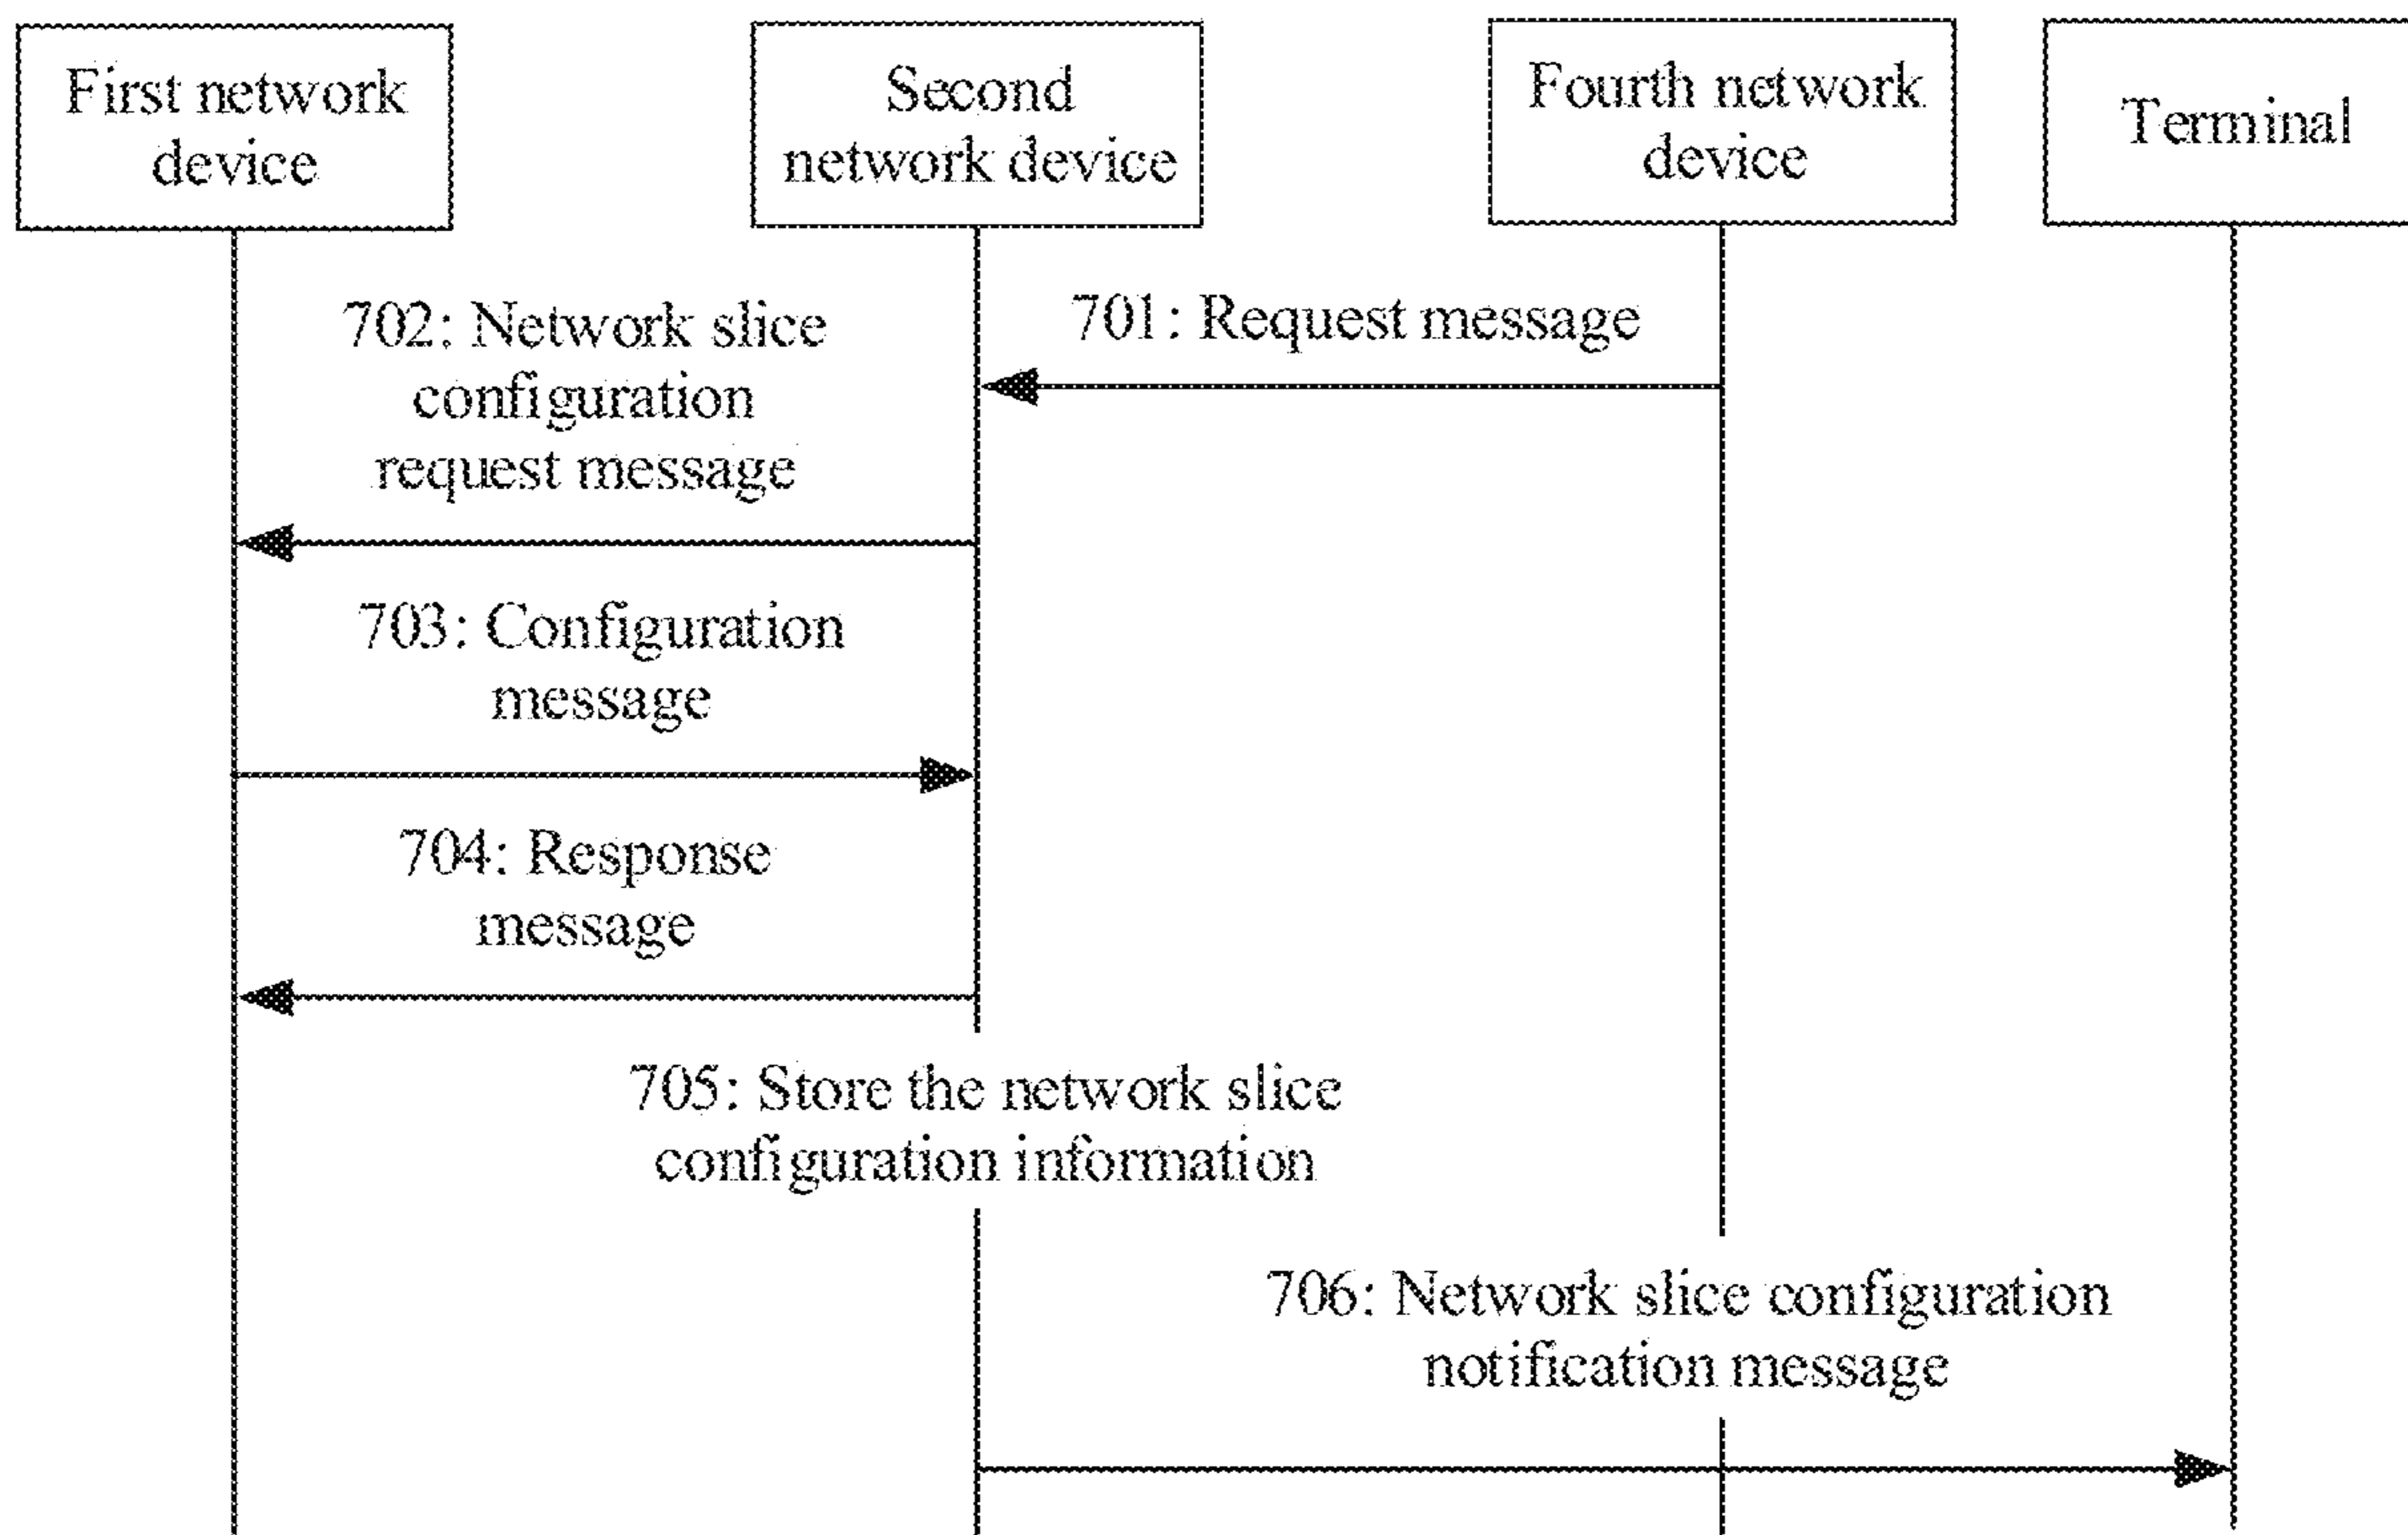 First network
device
Second
network device
Fourth network
device
Terminal
701: Request message
702: Network slice
configuration
request message
703: Configuration
message
704: Response
message
705: Store the network slice
configuration information
706: Network slice configuration
notification message